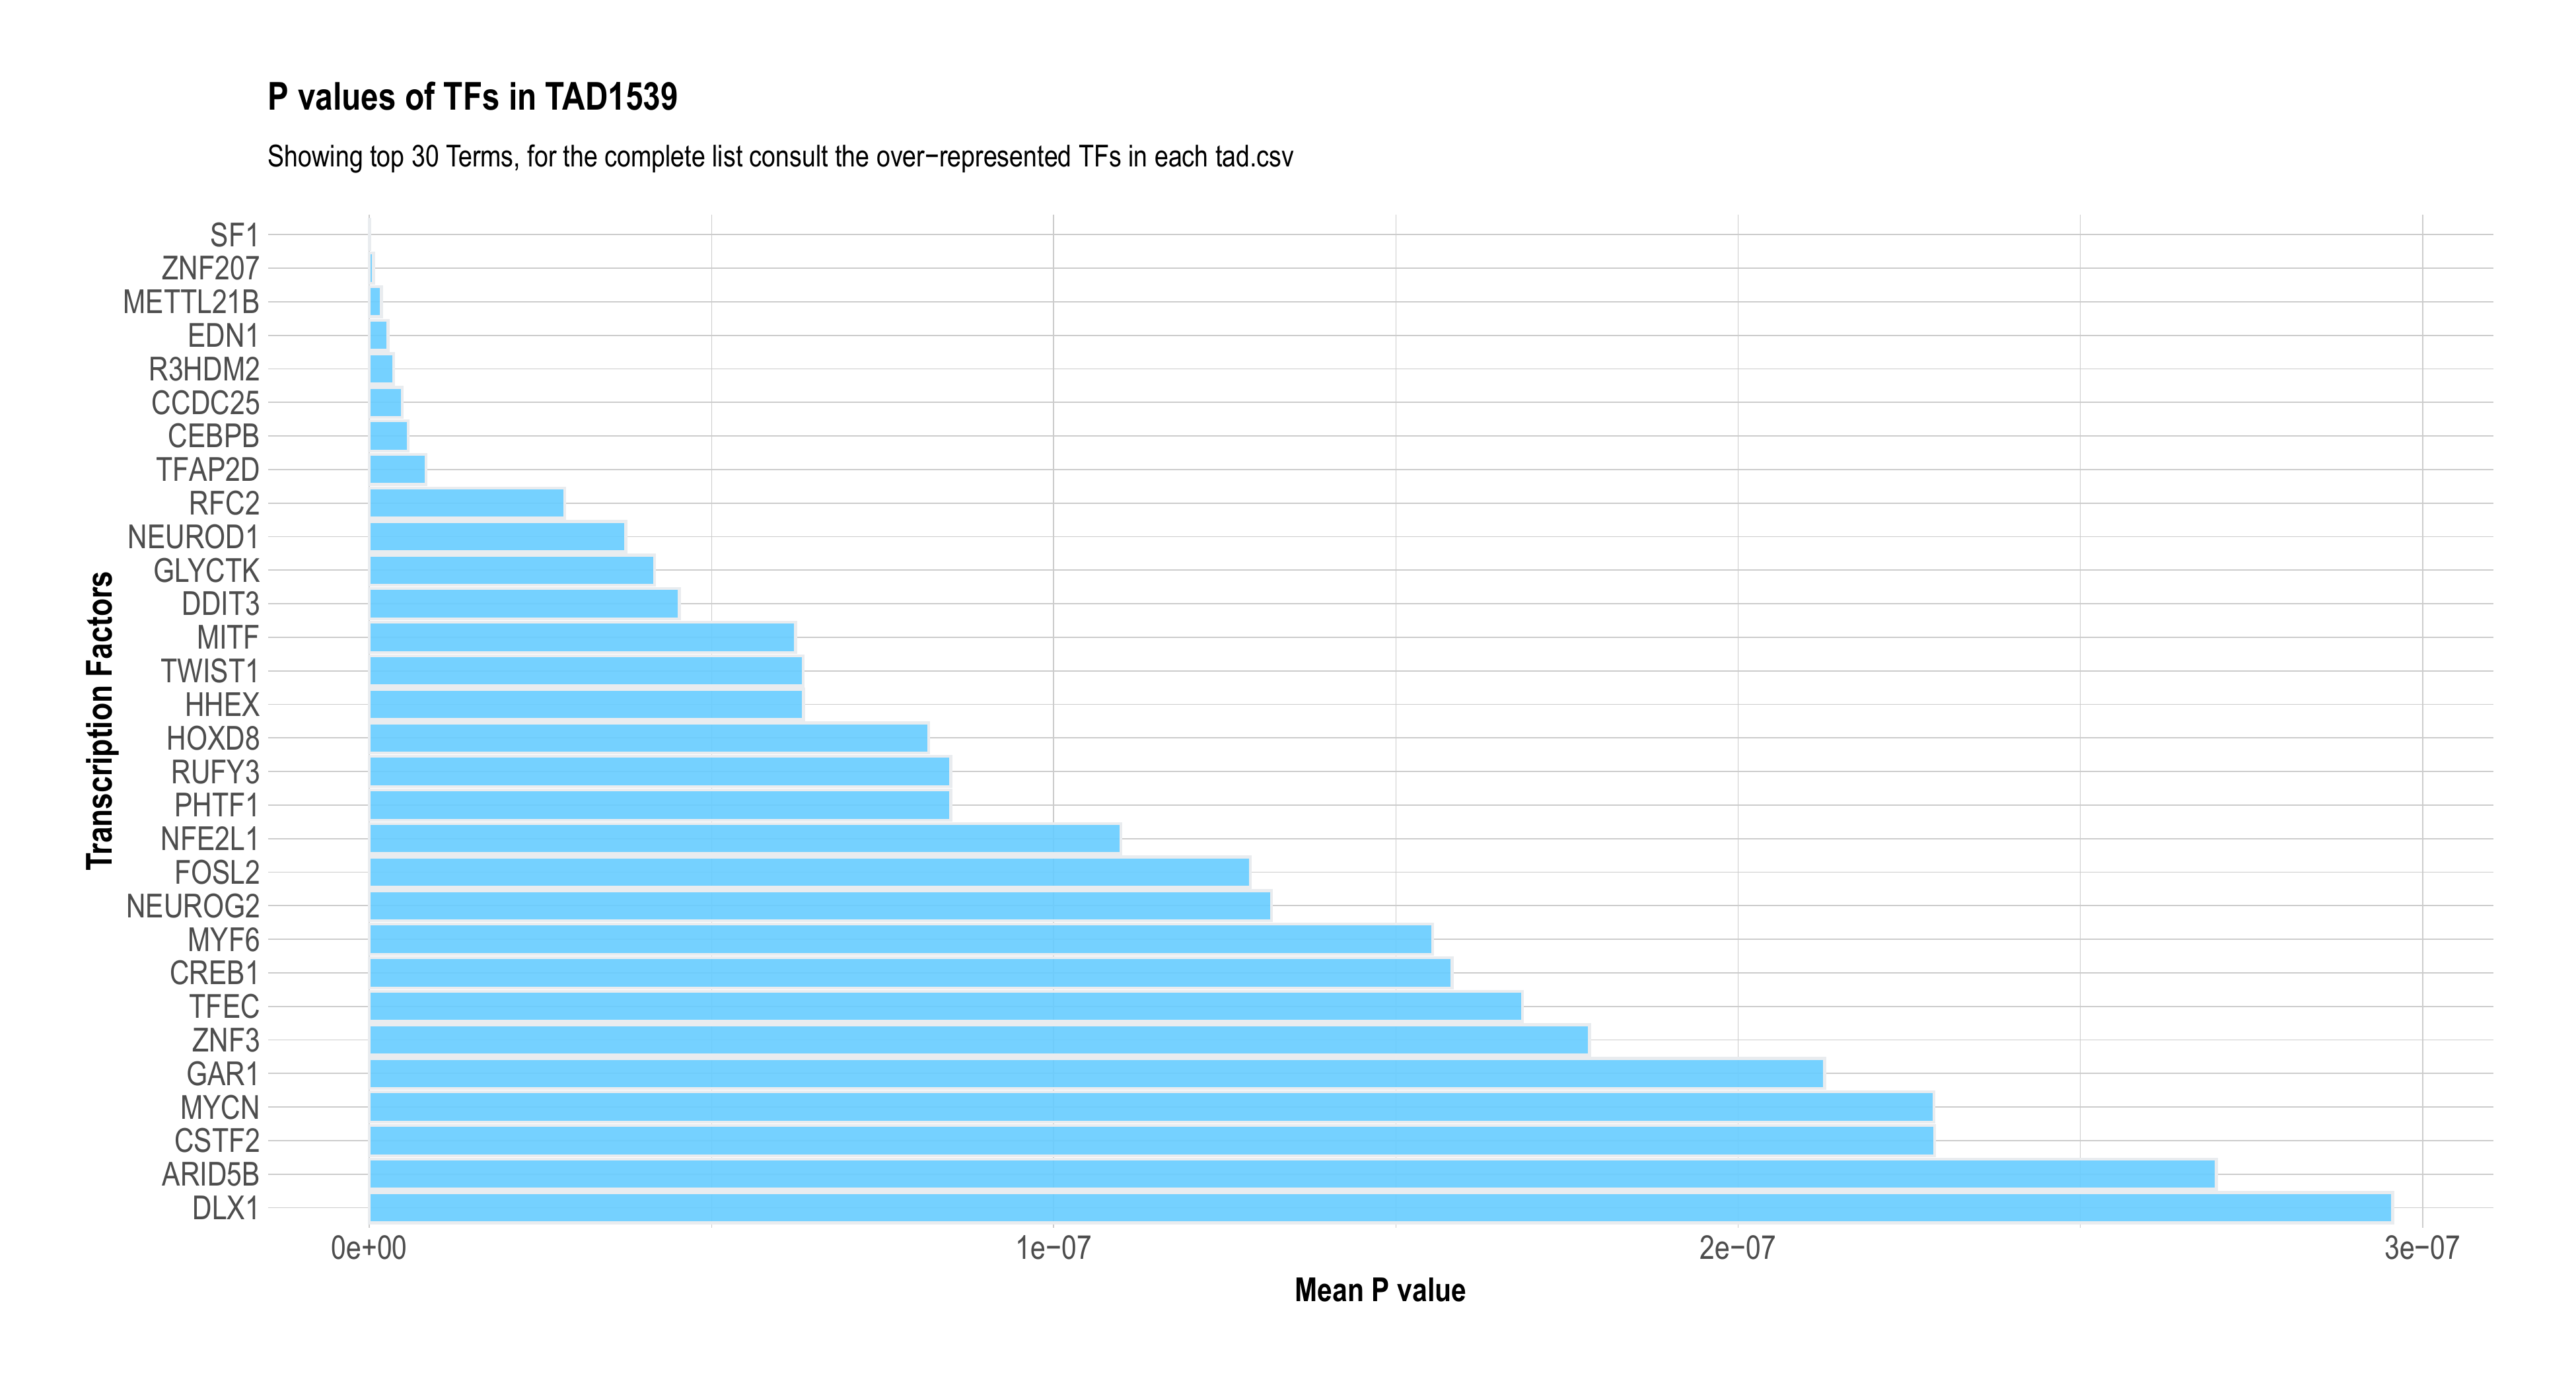 P values of TFs in TAD1539
Showing top 30 Terms, for the complete list consult the over−represented TFs in each tad.csv
Transcription Factors
SF1
ZNF207
METTL21B
EDN1
R3HDM2
CCDC25
CEBPB
TFAP2D
RFC2
NEUROD1
GLYCTK
DDIT3
MITF
TWIST1
HHEX
HOXD8
RUFY3
PHTF1
NFE2L1
FOSL2
NEUROG2
MYF6
CREB1
TFEC
ZNF3
GAR1
MYCN
CSTF2
ARID5B
DLX1
0e+00 1e−07 2e−07 3e−07
Mean P value